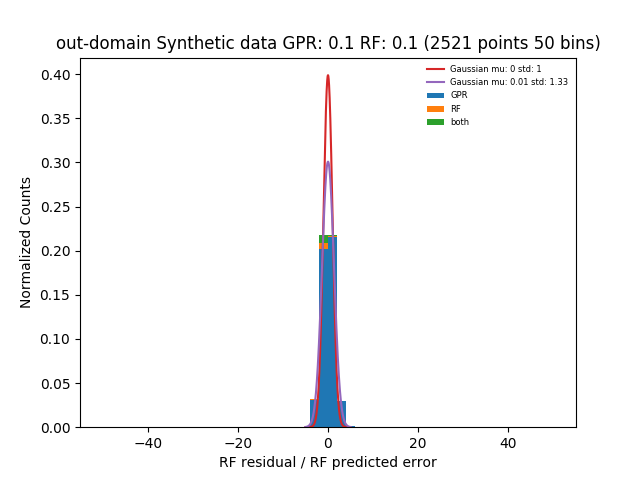 out-domain Synthetic data GPR: 0.1 RF: 0.1 (2521 points 50 bins)
Gaussian mu: 0 std: 1
Gaussian mu: 0.01 std: 1.33
GPR
RF
both
Normalized Counts
0.40
0.35
0.30
0.25
0.20
0.15
0.10
0.05
0.00
−40 −20 0 20 40
RF residual / RF predicted error